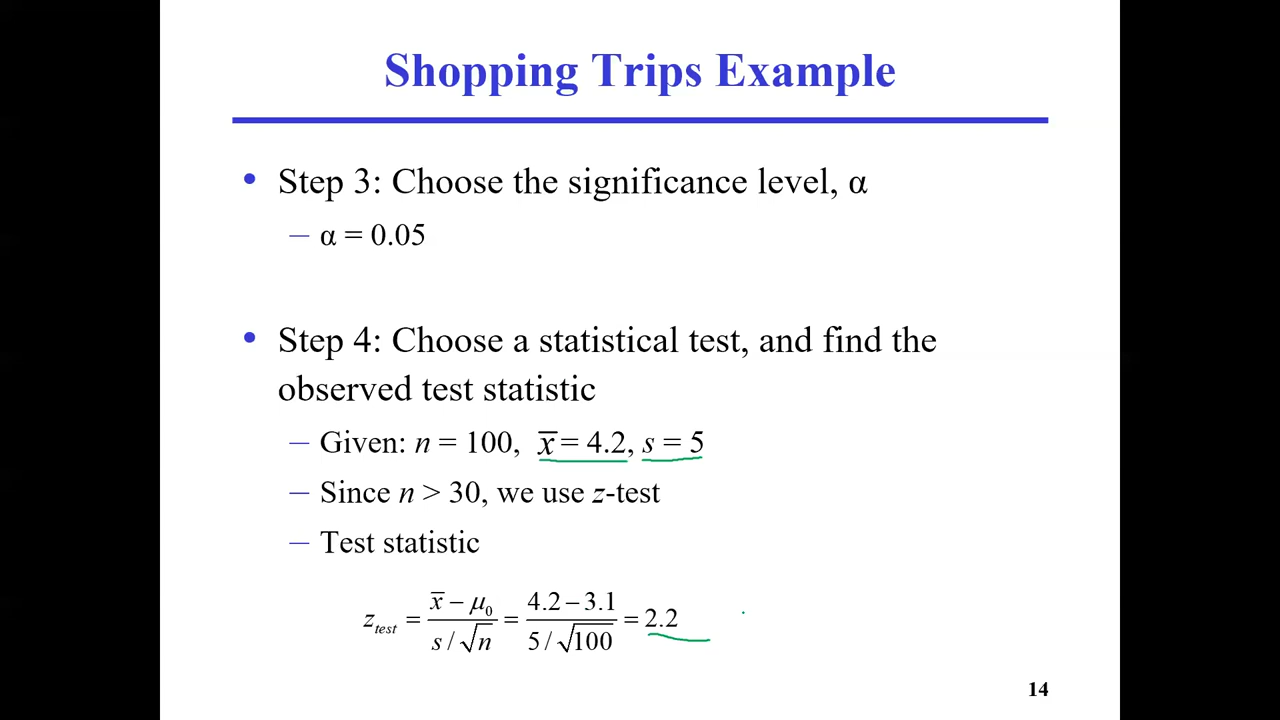 Shopping Trips Example
• Step 3: Choose the significance level, α
– α = 0.05
• Step 4: Choose a statistical test, and find the
observed test statistic
– Given: n = 100, x̅ = 4.2, s = 5
– Since n > 30, we use z-test
– Test statistic
z_test = (x̅ − μ₀) / (s / √n) = (4.2 − 3.1) / (5 / √100) = 2.2
14